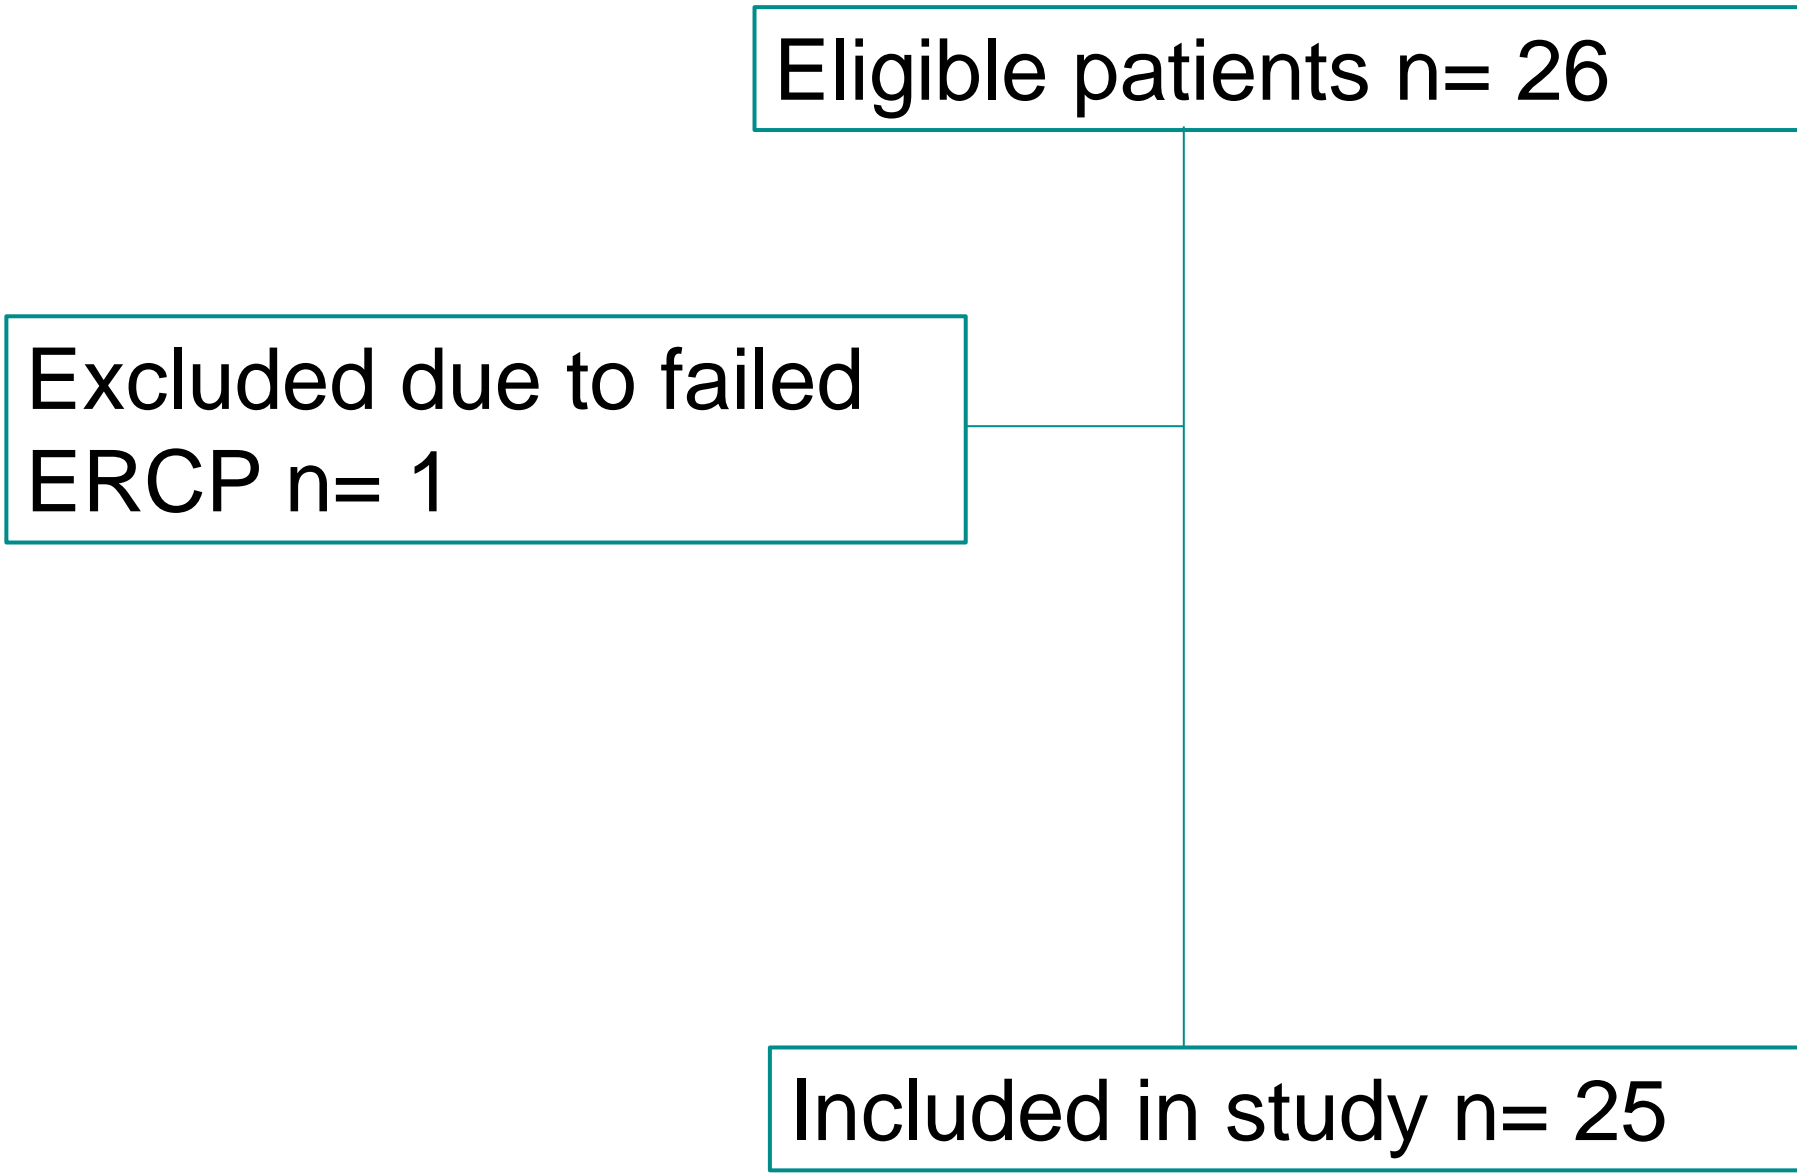 Eligible patients n= 26
Excluded due to failed
ERCP n= 1
Included in study n= 25